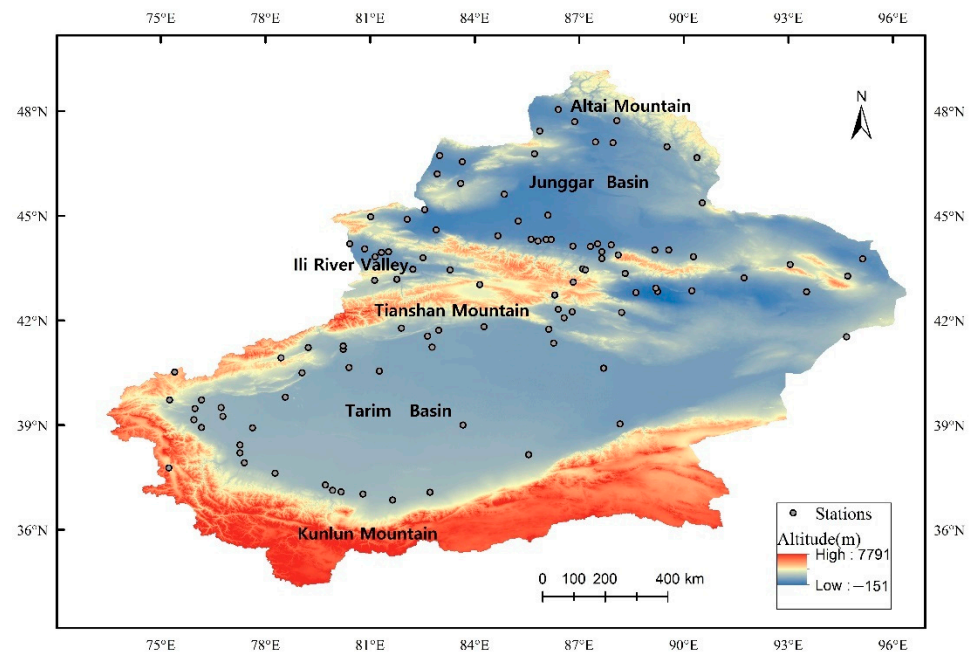 75°E 78°E 81°E 84°E 87°E 90°E 93°E 96°E
48°N Altai Mountain N 48°N
Junggar Basin
45°N 45°N
Ili River Valley
42°N Tianshan Mountain 42°N
39°N Tarim Basin 39°N
36°N Kunlun Mountain 36°N
Stations
Altitude(m)
High : 7791
Low : −151
0 100 200 400 km
75°E 78°E 81°E 84°E 87°E 90°E 93°E 96°E